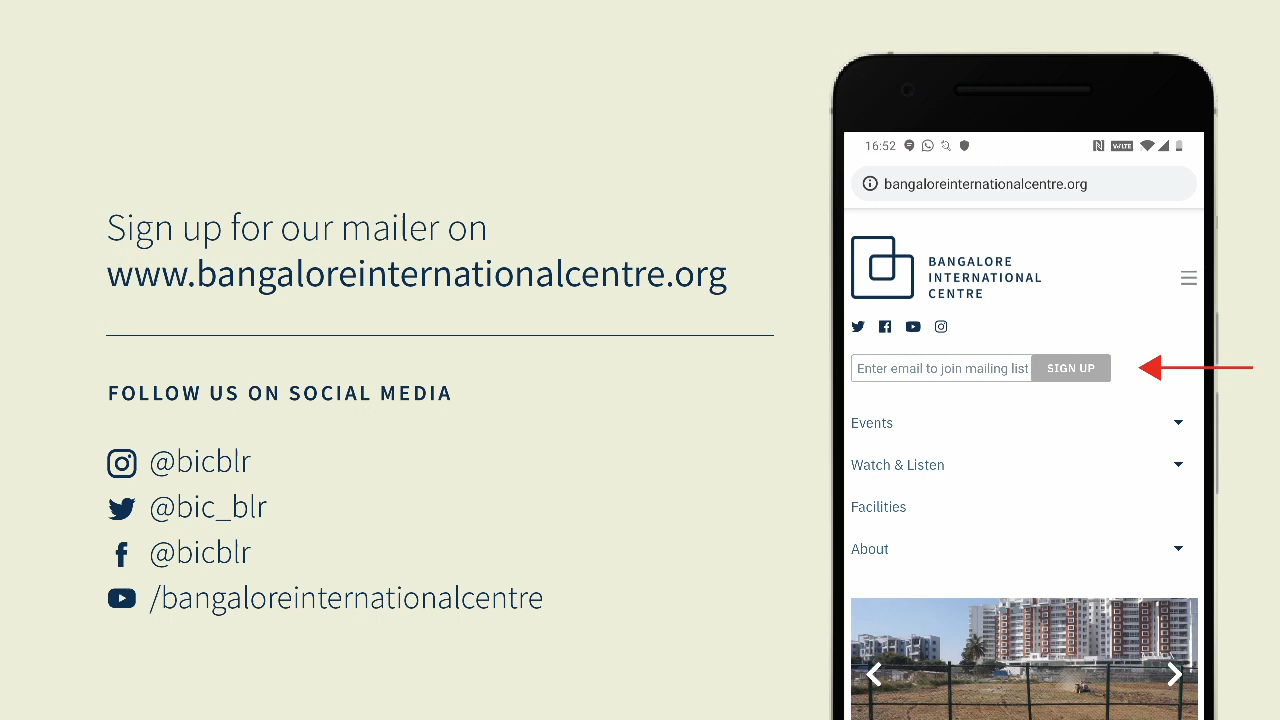 Sign up for our mailer on
www.bangaloreinternationalcentre.org
FOLLOW US ON SOCIAL MEDIA
@bicblr
@bic_blr
@bicblr
/bangaloreinternationalcentre
16:52
VoLTE
bangaloreinternationalcentre.org
BANGALORE
INTERNATIONAL
CENTRE
Enter email to join mailing list
SIGN UP
Events
Watch & Listen
Facilities
About